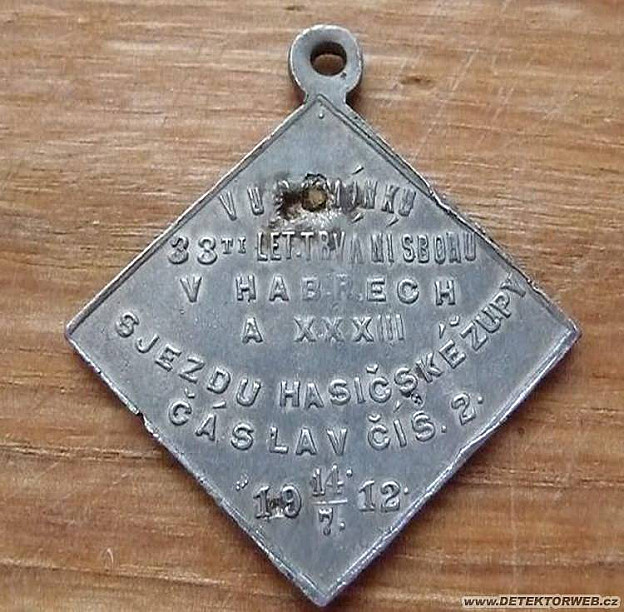 V UPOMÍNKU
33TI LET. TRVÁNÍ SBORU
V HABRECH
A XXXIII
SJEZDU HASIČSKÉ ŽUPY
ČÁSLAV ČÍS. 2.
19 14/7. 12.
www.DETEKTORWEB.cz